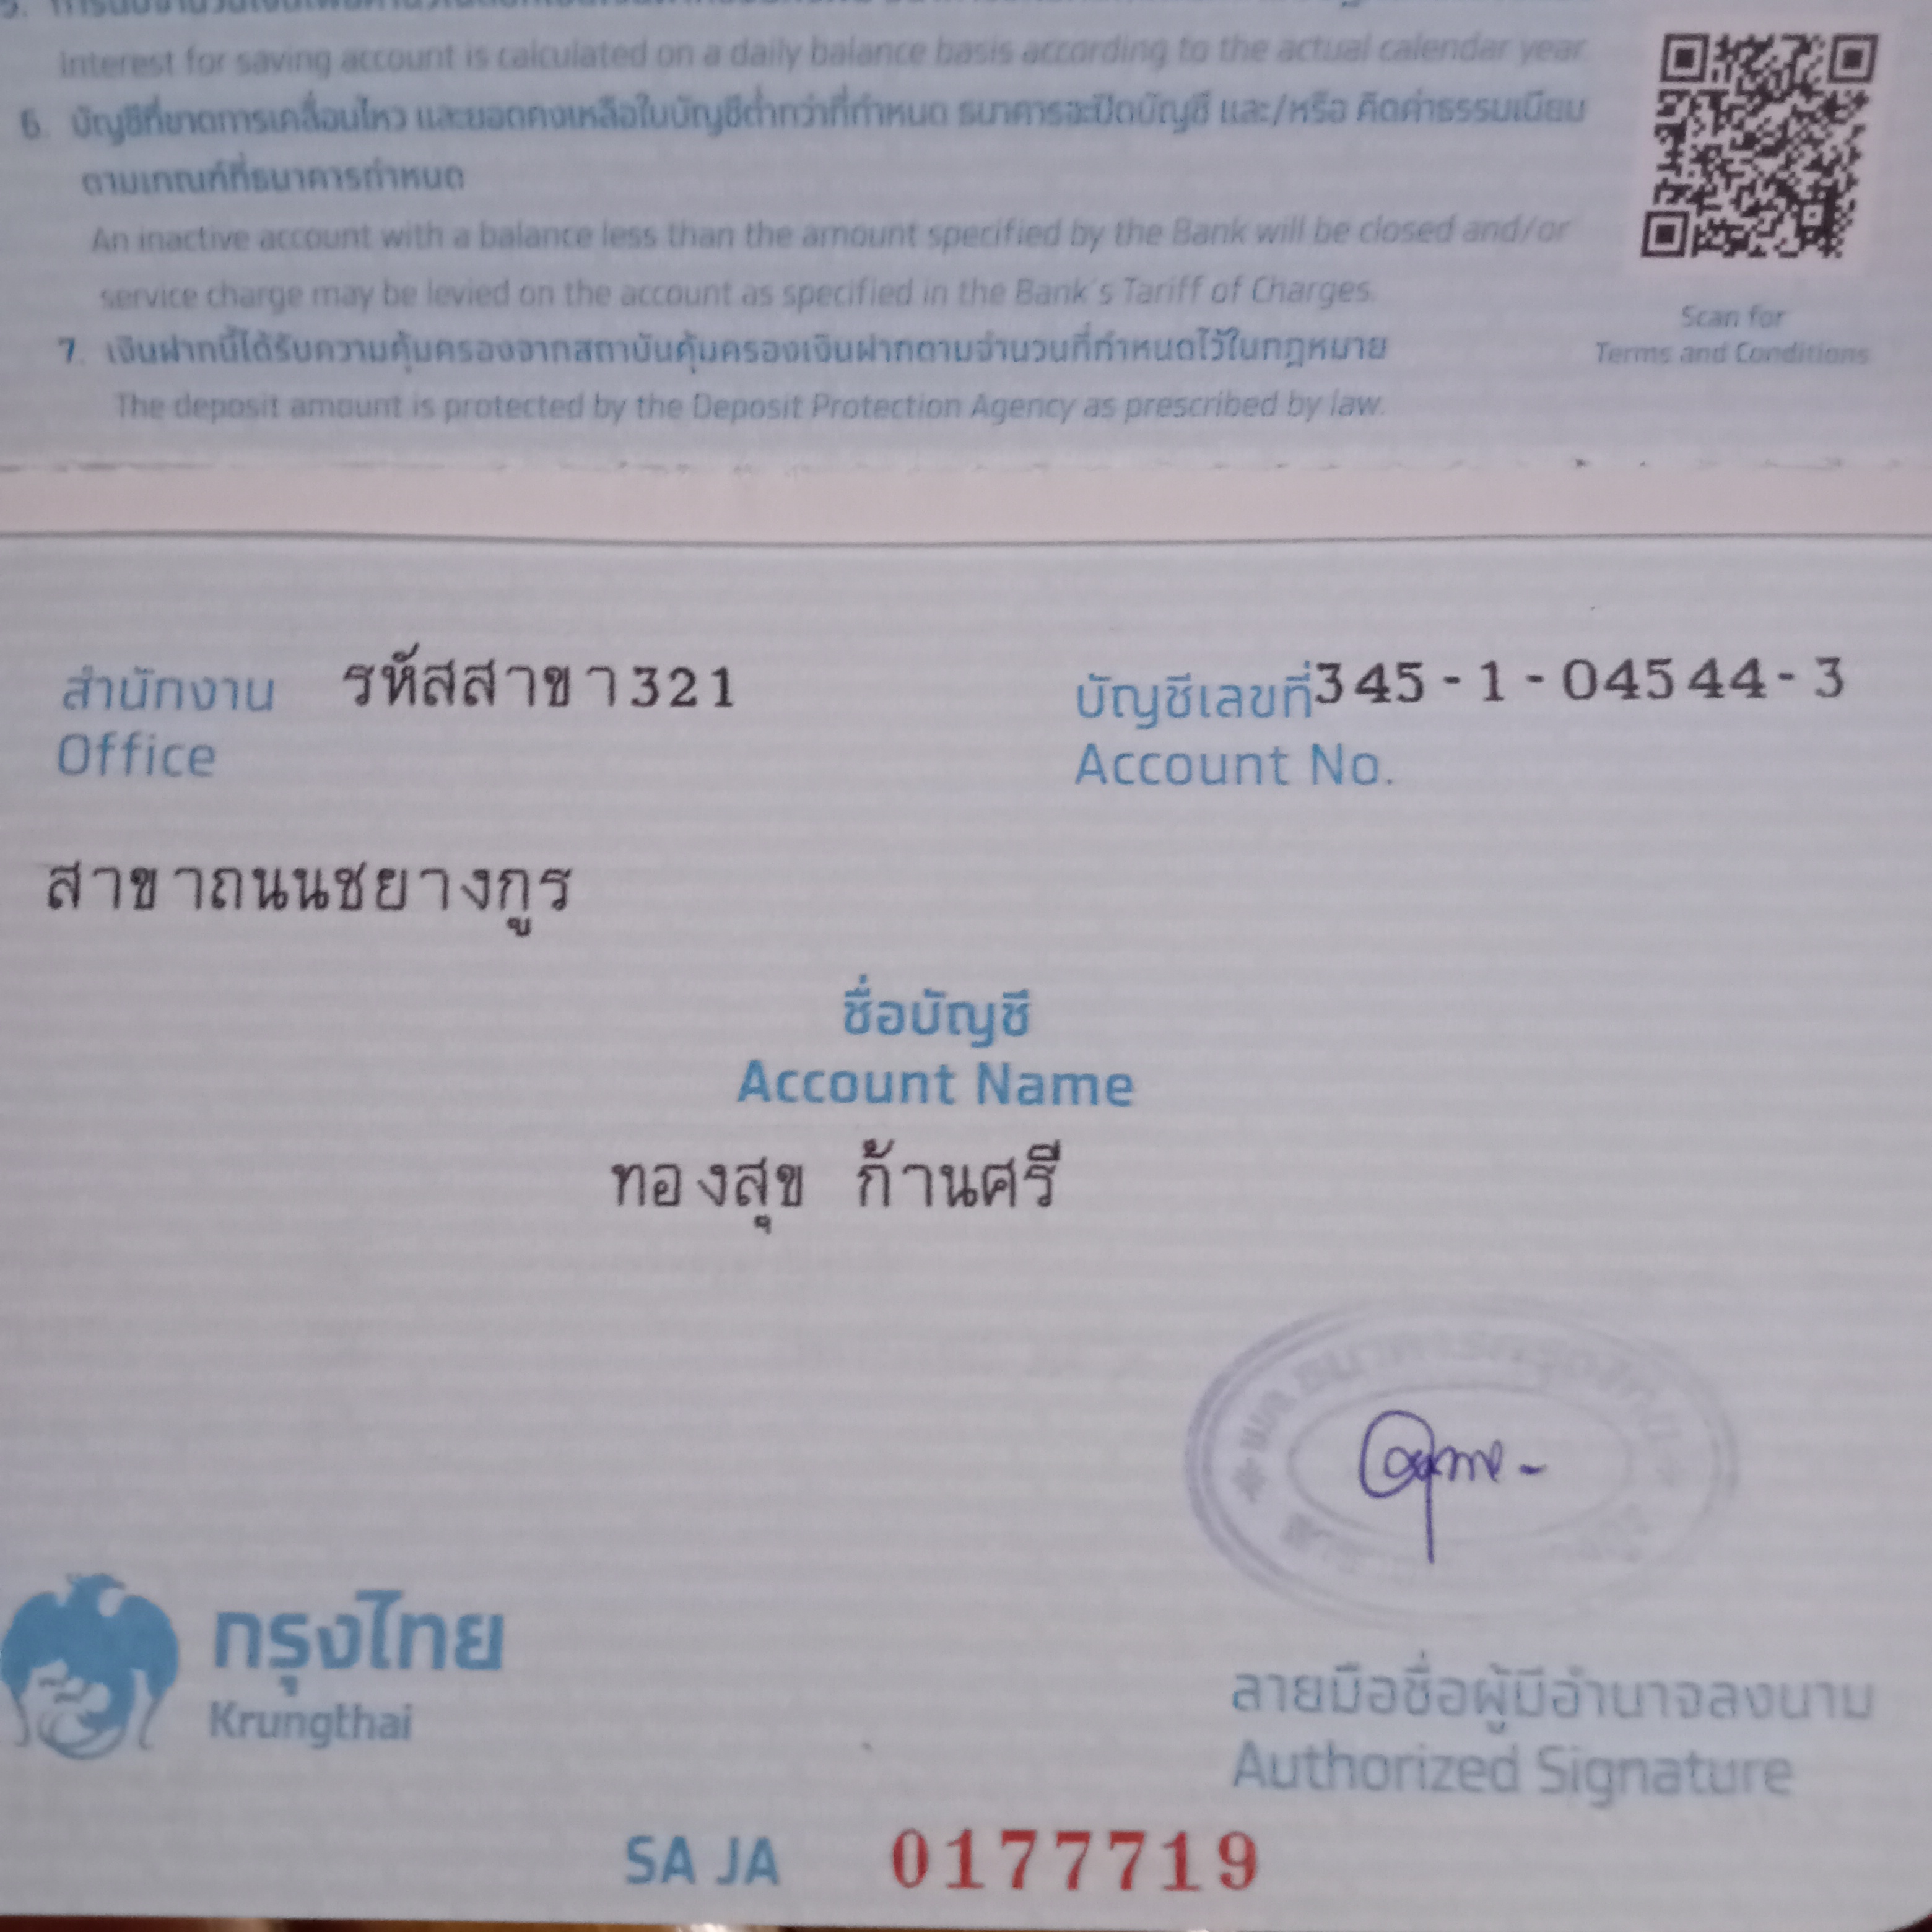 Interest for saving account is calculated on a daily balance basis according to the actual calendar year.
6. บัญชีที่ขาดการเคลื่อนไหว และยอดคงเหลือในบัญชีต่ำกว่าที่กำหนด ธนาคารจะปิดบัญชี และ/หรือ คิดค่าธรรมเนียม
ตามเกณฑ์ที่ธนาคารกำหนด
An inactive account with a balance less than the amount specified by the Bank will be closed and/or
service charge may be levied on the account as specified in the Bank's Tariff of Charges.
7. เงินฝากนี้ได้รับความคุ้มครองจากสถาบันคุ้มครองเงินฝากตามจำนวนที่กำหนดไว้ในกฎหมาย
The deposit amount is protected by the Deposit Protection Agency as prescribed by law.
Scan for
Terms and Conditions
สำนักงาน รหัสสาขา321
Office
บัญชีเลขที่ 345-1-04544-3
Account No.
สาขาถนนชยางกูร
ชื่อบัญชี
Account Name
ทองสุข ก้านศรี
บมจ.ธนาคารกรุงไทย
กรุงไทย
Krungthai
ลายมือชื่อผู้มีอำนาจลงนาม
Authorized Signature
SA JA 0177719